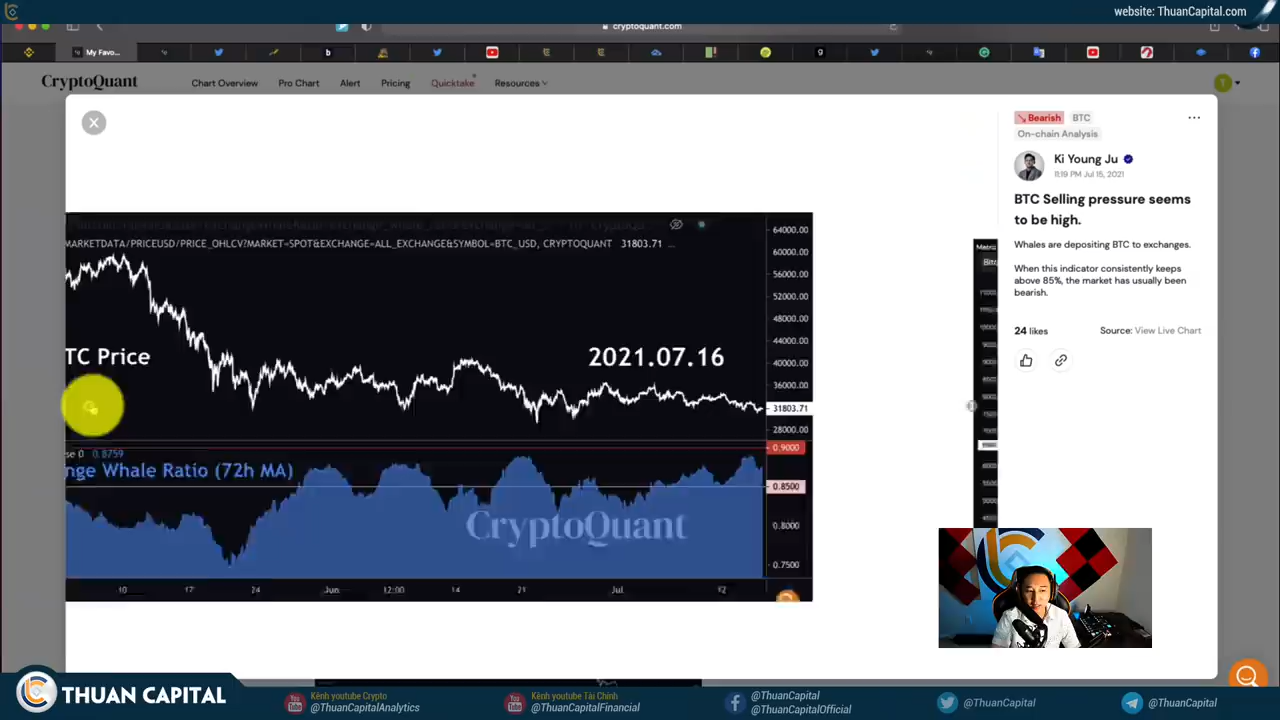 website: ThuanCapital.com
cryptoquant.com
My Favo...
CryptoQuant
Chart Overview
Pro Chart
Alert
Pricing
Quicktake
Resources
T
Bearish
BTC
On-chain Analysis
Ki Young Ju
11:19 PM Jul 15, 2021
BTC Selling pressure seems
to be high.
Whales are depositing BTC to exchanges.
When this indicator consistently keeps
above 85%, the market has usually been
bearish.
24 likes
Source: View Live Chart
MARKETDATA/PRICEUSD/PRICE_OHLCV?MARKET=SPOT&EXCHANGE=ALL_EXCHANGE&SYMBOL=BTC_USD, CRYPTOQUANT 31803.71 ...
64000.00
60000.00
56000.00
52000.00
48000.00
44000.00
40000.00
36000.00
31803.71
28000.00
TC Price
2021.07.16
se 0 0.8759
nge Whale Ratio (72h MA)
0.9000
0.8500
0.8000
0.7500
CryptoQuant
10 17 24 Jun 12:00 14 21 Jul 12
THUAN CAPITAL
Kênh youtube Crypto
@ThuanCapitalAnalytics
Kênh youtube Tài Chính
@ThuanCapitalFinancial
@ThuanCapital
@ThuanCapitalOfficial
@ThuanCapital
@ThuanCapital